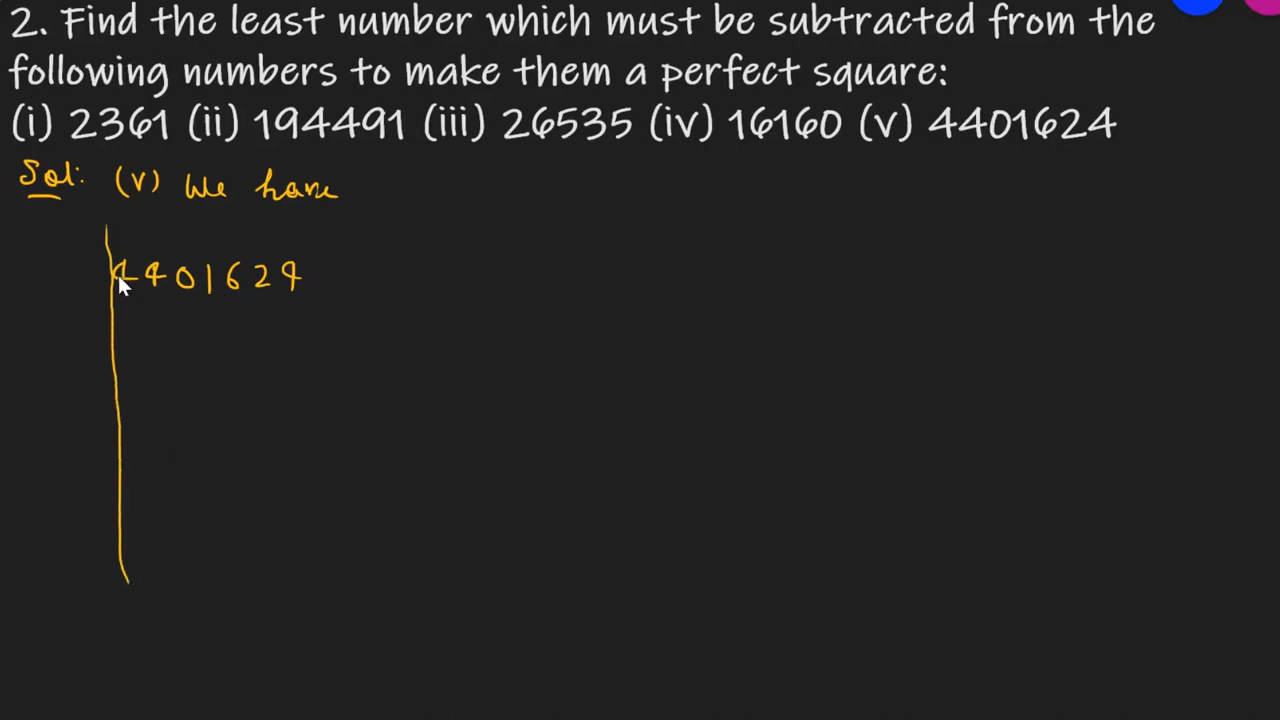 2. Find the least number which must be subtracted from the
following numbers to make them a perfect square:
(i) 2361 (ii) 194491 (iii) 26535 (iv) 16160 (v) 4401624
Sol: (v) We have
4401624